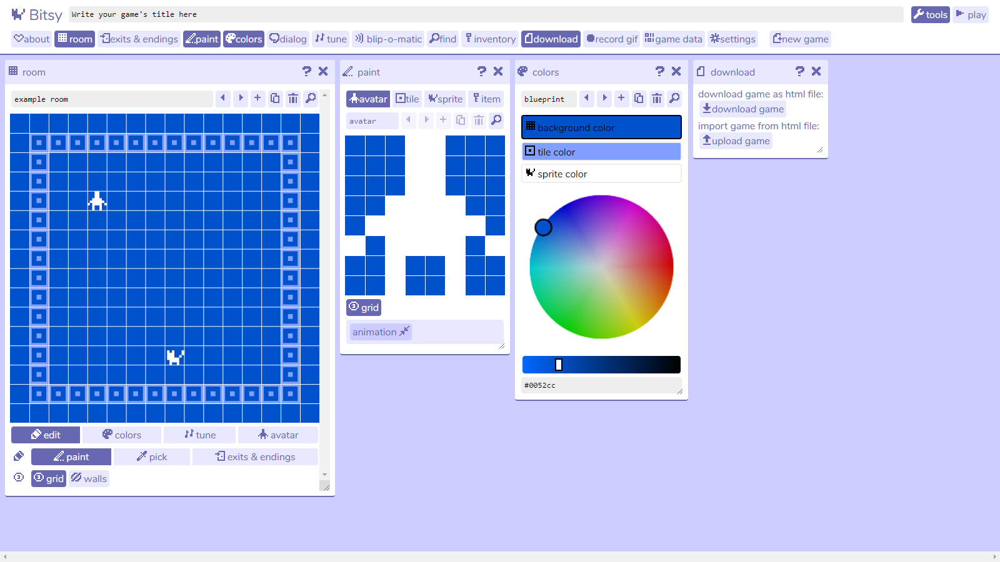 Bitsy
Write your game's title here
tools
play
about
room
exits & endings
paint
colors
dialog
tune
blip-o-matic
find
inventory
download
record gif
game data
settings
new game
room
example room
edit
colors
tune
avatar
paint
pick
exits & endings
grid
walls
paint
avatar
tile
sprite
item
avatar
grid
animation
colors
blueprint
background color
tile color
sprite color
#0052cc
download
download game as html file:
download game
import game from html file:
upload game